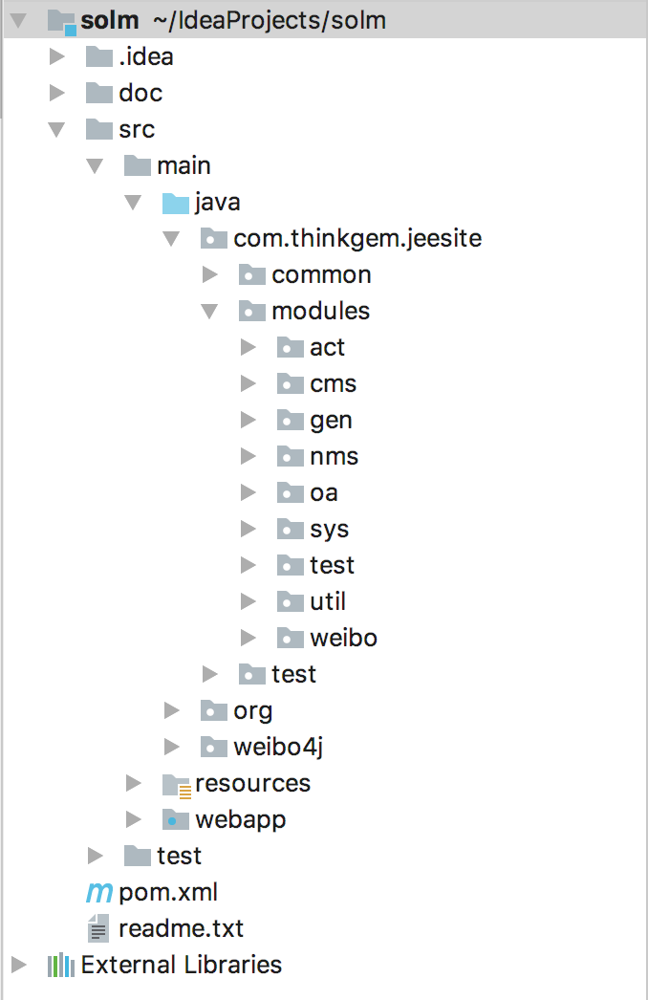 solm ~/IdeaProjects/solm
.idea
doc
src
main
java
com.thinkgem.jeesite
common
modules
act
cms
gen
nms
oa
sys
test
util
weibo
test
org
weibo4j
resources
webapp
test
pom.xml
readme.txt
External Libraries